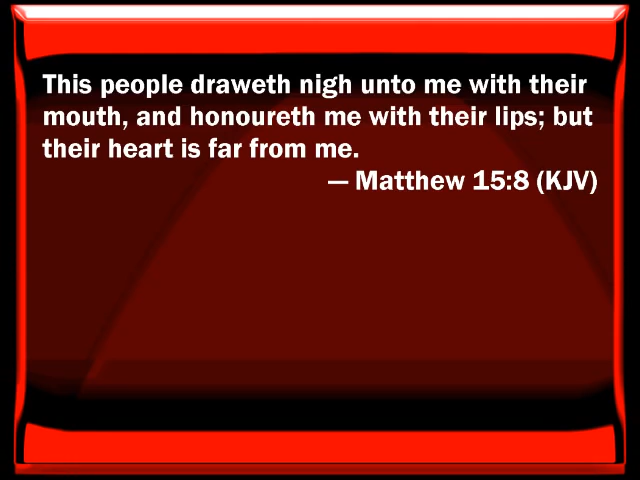 This people draweth nigh unto me with their
mouth, and honoureth me with their lips; but
their heart is far from me.
— Matthew 15:8 (KJV)